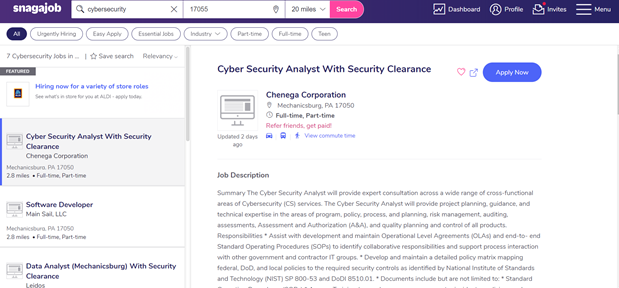 snagajob
cybersecurity
17055
20 miles
Search
Dashboard
Profile
Invites
Menu
All
Urgently Hiring
Easy Apply
Essential Jobs
Industry
Part-time
Full-time
Teen
7 Cybersecurity Jobs in ...
Save search
Relevancy
FEATURED
Hiring now for a variety of store roles
See what's in store for you at ALDI - apply today.
Cyber Security Analyst With Security
Clearance
Chenega Corporation
Mechanicsburg, PA 17050
2.8 miles • Full-time, Part-time
Software Developer
Main Sail, LLC
Mechanicsburg, PA 17050
2.8 miles • Full-time, Part-time
Data Analyst (Mechanicsburg) With Security
Clearance
Leidos
Cyber Security Analyst With Security Clearance
Apply Now
Chenega Corporation
Mechanicsburg, PA 17050
Full-time, Part-time
Refer friends, get paid!
Updated 2 days
ago
View commute time
Job Description
Summary The Cyber Security Analyst will provide expert consultation across a wide range of cross-functional
areas of Cybersecurity (CS) services. The Cyber Security Analyst will provide project planning, guidance, and
technical expertise in the areas of program, policy, process, and planning, risk management, auditing,
assessments, Assessment and Authorization (A&A), and quality planning and control of all products.
Responsibilities * Assist with development and maintain Operational Level Agreements (OLAs) and end-to- end
Standard Operating Procedures (SOPs) to identify collaborative responsibilities and support process interaction
with other government and contractor IT groups. * Develop and maintain a detailed policy matrix mapping
federal, DoD, and local policies to the required security controls as identified by National Institute of Standards
and Technology (NIST) SP 800-53 and DoDI 8510.01. * Documents include but are not limited to: * Standard